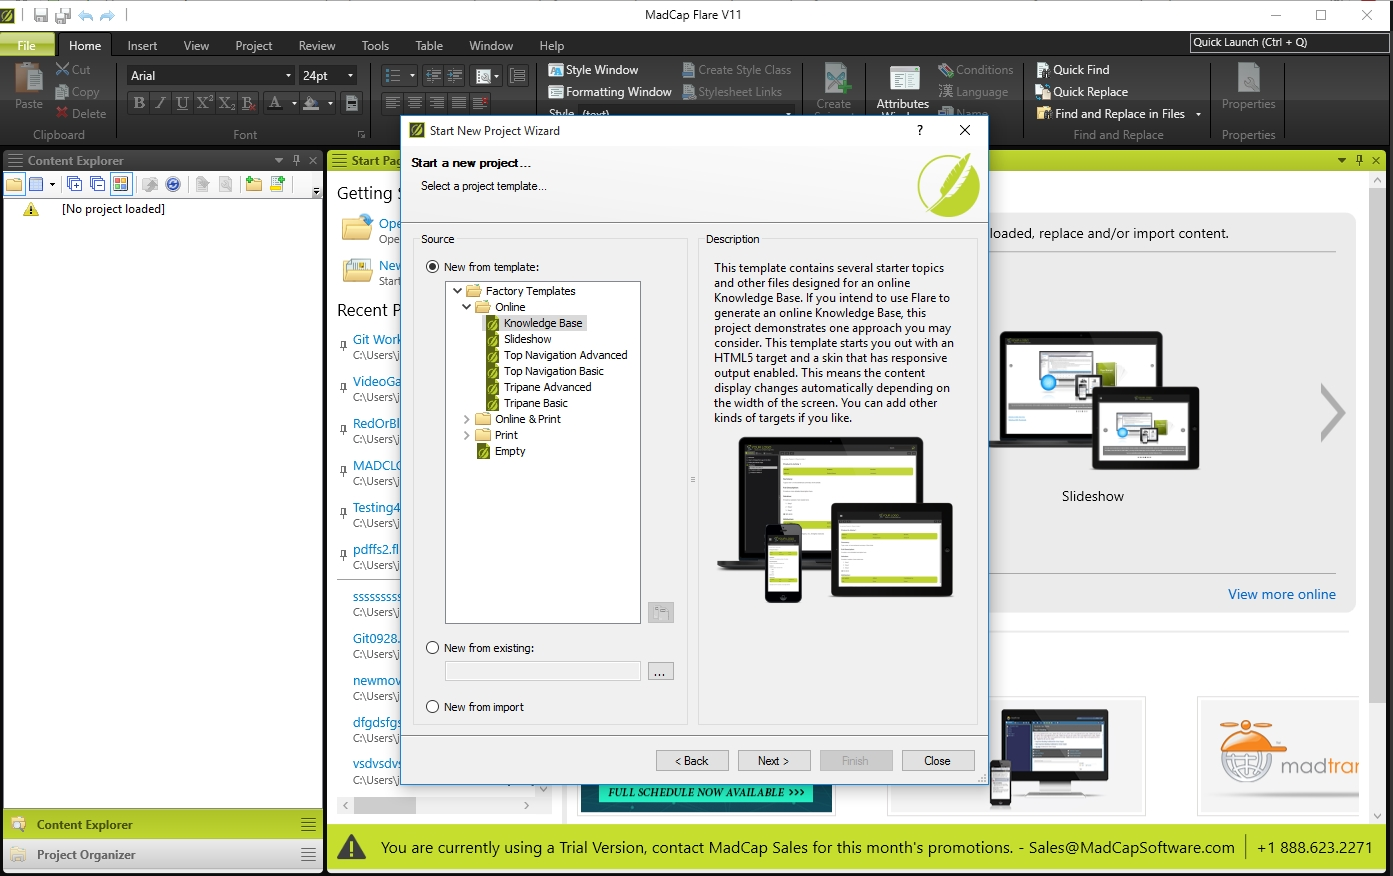 MadCap Flare V11
File
Home
Insert
View
Project
Review
Tools
Table
Window
Help
Quick Launch (Ctrl + Q)
Paste
Cut
Copy
Delete
Clipboard
Arial
24pt
B I U X² X₂
Font
Style Window
Formatting Window
Style (text)
Create Style Class
Stylesheet Links
Create
Attributes
Conditions
Language
Name
Quick Find
Quick Replace
Find and Replace in Files
Find and Replace
Properties
Properties
Content Explorer
[No project loaded]
Content Explorer
Project Organizer
Start Pag
Getting S
Ope
Ope
New
Start
Recent P
Git Work
C:\Users\j
VideoGa
C:\Users\j
RedOrBl
C:\Users\j
MADCLO
C:\Users\j
Testing4
C:\Users\j
pdffs2.fl
C:\Users\j
sssssssss
C:\Users\j
Git0928.
C:\Users\j
newmov
C:\Users\j
dfgdsfgs
C:\Users\j
vsdvsdvs
C:\Users\j
Start New Project Wizard
?
Start a new project...
Select a project template...
Source
New from template:
Factory Templates
Online
Knowledge Base
Slideshow
Top Navigation Advanced
Top Navigation Basic
Tripane Advanced
Tripane Basic
Online & Print
Print
Empty
New from existing:
...
New from import
Description
This template contains several starter topics
and other files designed for an online
Knowledge Base. If you intend to use Flare to
generate an online Knowledge Base, this
project demonstrates one approach you may
consider. This template starts you out with an
HTML5 target and a skin that has responsive
output enabled. This means the content
display changes automatically depending on
the width of the screen. You can add other
kinds of targets if you like.
< Back
Next >
Finish
Close
loaded, replace and/or import content.
Slideshow
View more online
FULL SCHEDULE NOW AVAILABLE >>>
madtran
You are currently using a Trial Version, contact MadCap Sales for this month's promotions. - Sales@MadCapSoftware.com
+1 888.623.2271